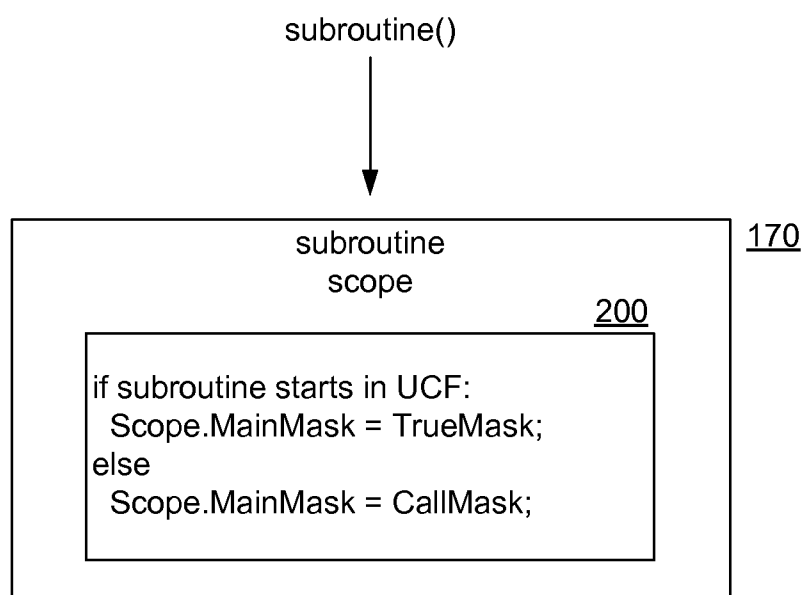 subroutine()
170
subroutine
scope
200
if subroutine starts in UCF:
Scope.MainMask = TrueMask;
else
Scope.MainMask = CallMask;